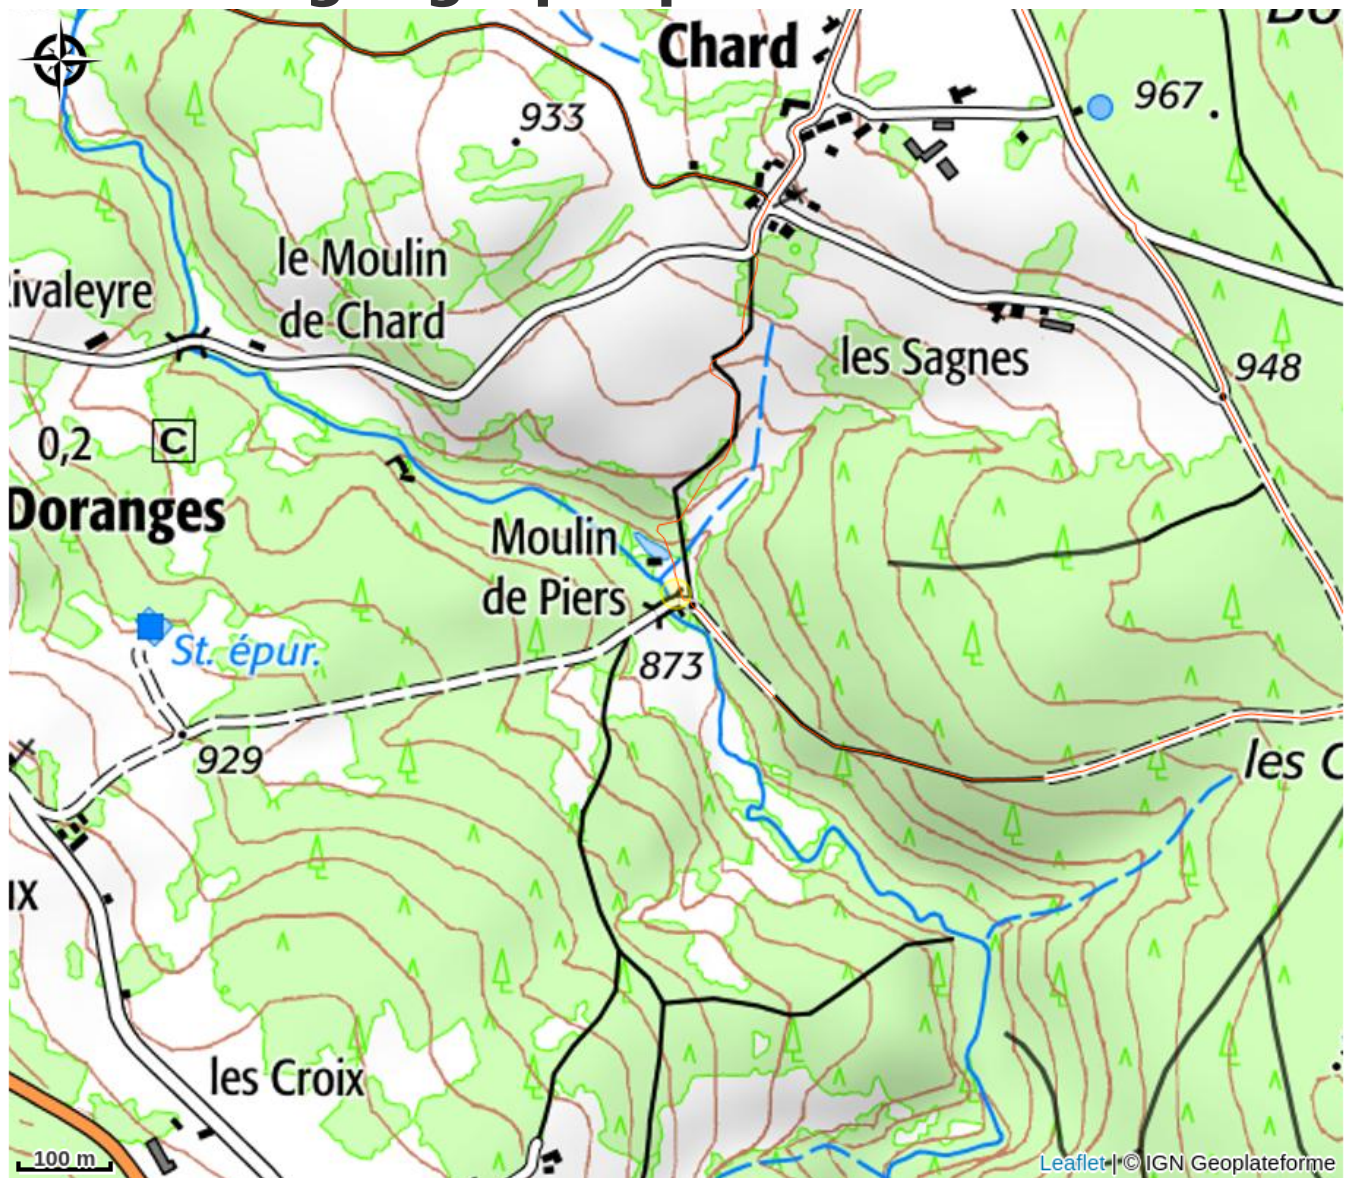 Chard
967
933
le Moulin
de Chard
ivaleyre
les Sagnes
948
0,2
C
Doranges
Moulin
de Piers
St. épur.
873
929
les C
ix
les Croix
100 m
Leaflet | © IGN Geoplateforme